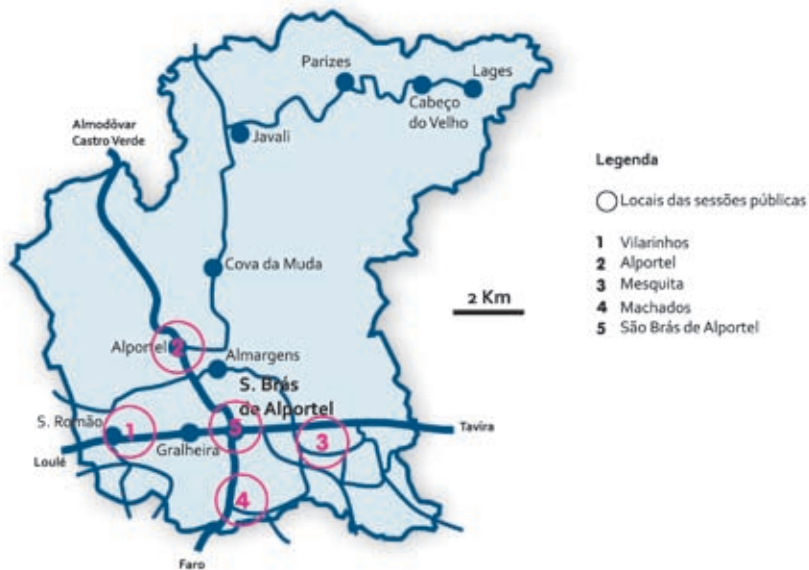 Parizes
Lages
Cabeço
do Velho
Almodôvar
Castro Verde
Javali
Cova da Muda
Alportel
2
Almargens
S. Brás
de Alportel
S. Romão
1
5
3
Tavira
Gralheira
Loulé
4
Faro
Legenda
Locais das sessões públicas
1 Vilarinhos
2 Alportel
3 Mesquita
4 Machados
5 São Brás de Alportel
2 Km